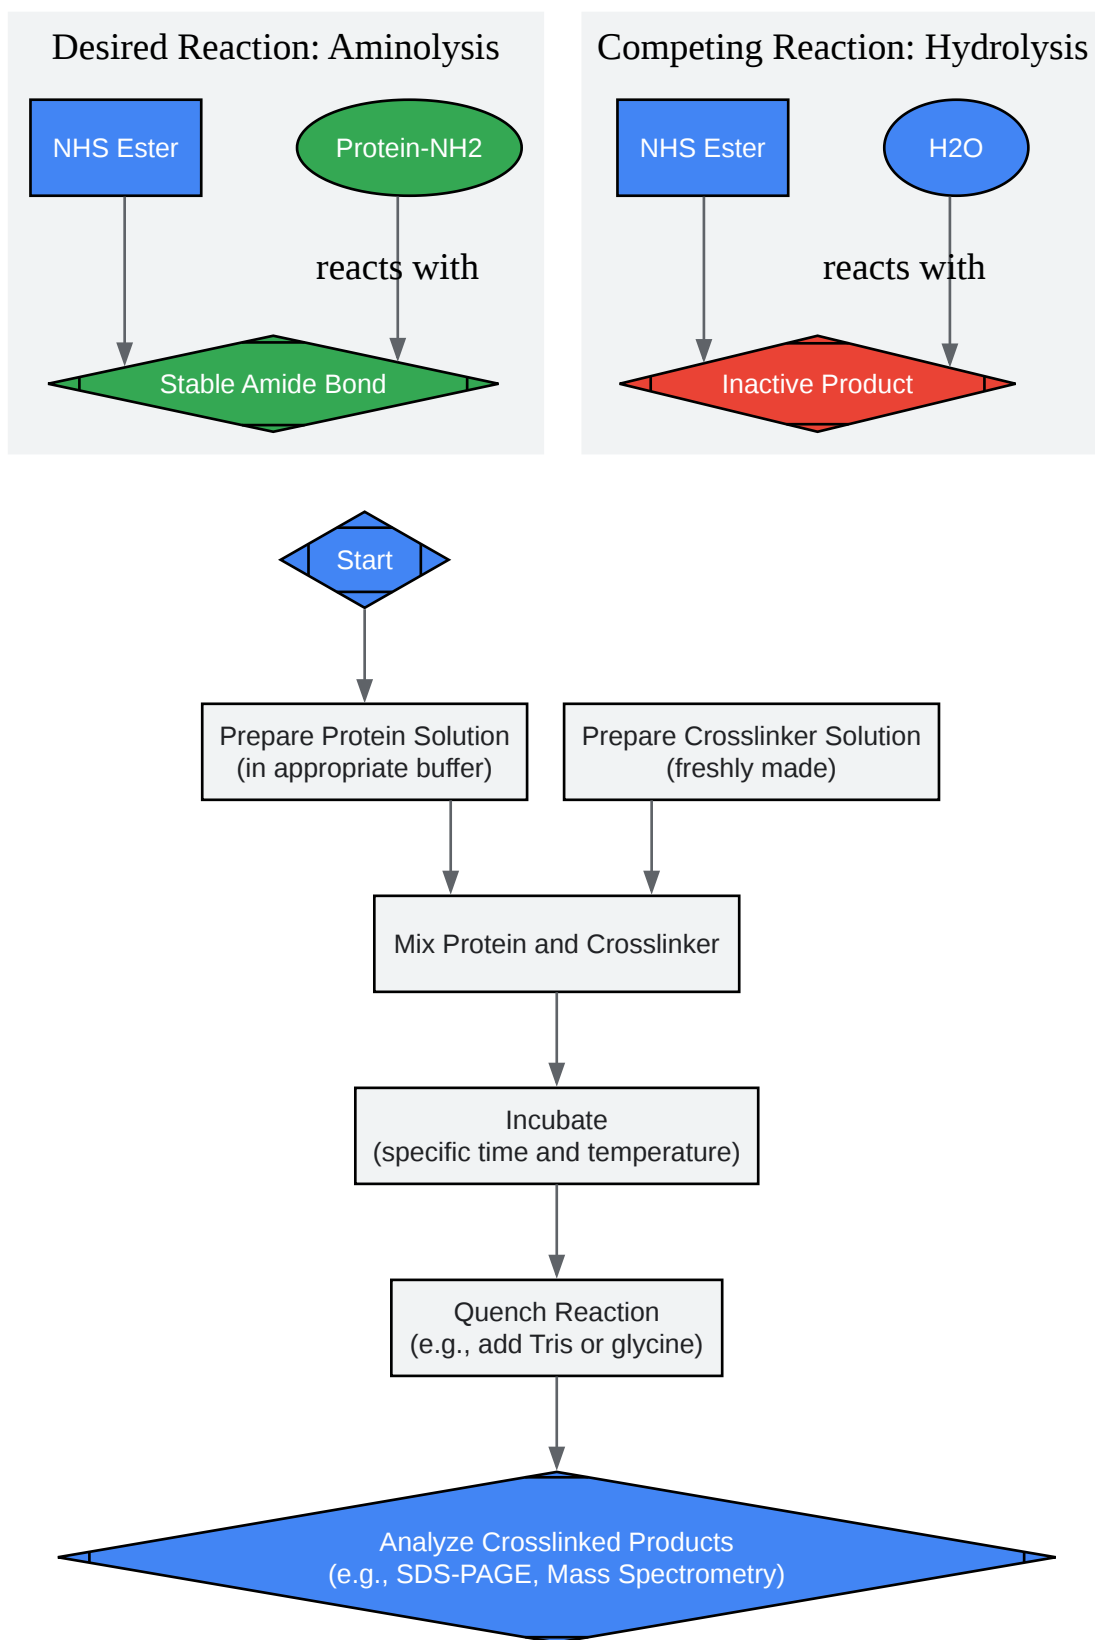 Desired Reaction: Aminolysis
NHS Ester
Protein-NH2
reacts with
Stable Amide Bond
Competing Reaction: Hydrolysis
NHS Ester
H2O
reacts with
Inactive Product
Start
Prepare Protein Solution
(in appropriate buffer)
Prepare Crosslinker Solution
(freshly made)
Mix Protein and Crosslinker
Incubate
(specific time and temperature)
Quench Reaction
(e.g., add Tris or glycine)
Analyze Crosslinked Products
(e.g., SDS-PAGE, Mass Spectrometry)